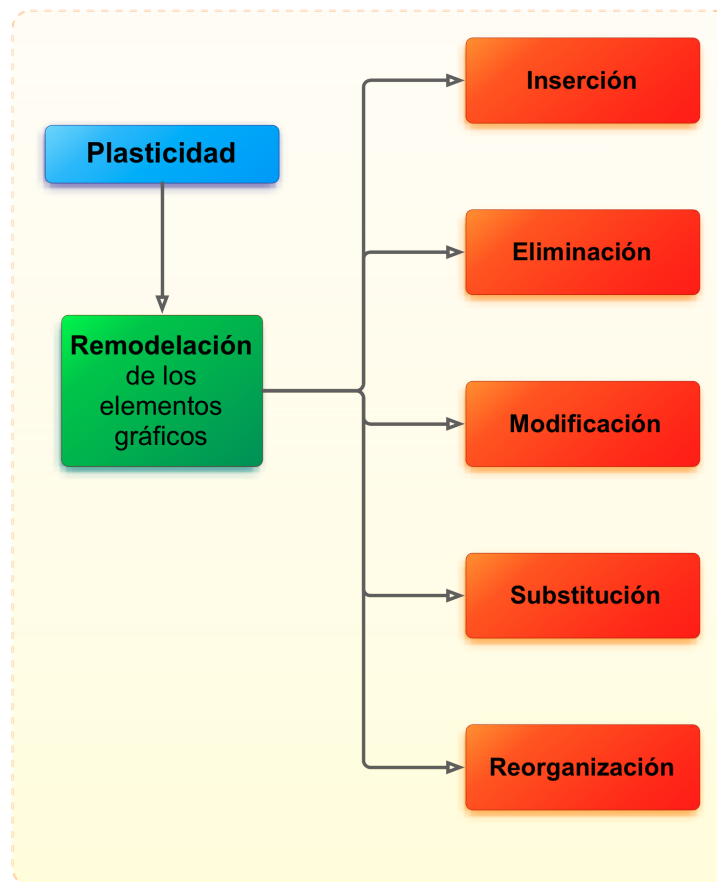 Plasticidad
Remodelación
de los
elementos
gráficos
Inserción
Eliminación
Modificación
Substitución
Reorganización